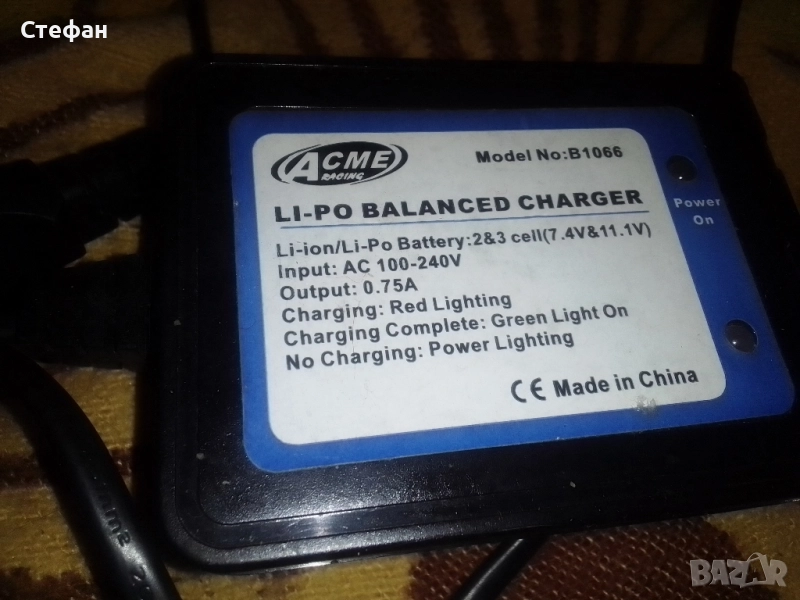 Стефан
ACME
RACING
Model No:B1066
LI-PO BALANCED CHARGER
Li-ion/Li-Po Battery:2&3 cell(7.4V&11.1V)
Input: AC 100-240V
Output: 0.75A
Charging: Red Lighting
Charging Complete: Green Light On
No Charging: Power Lighting
CE Made in China
Power
On
BAZAR